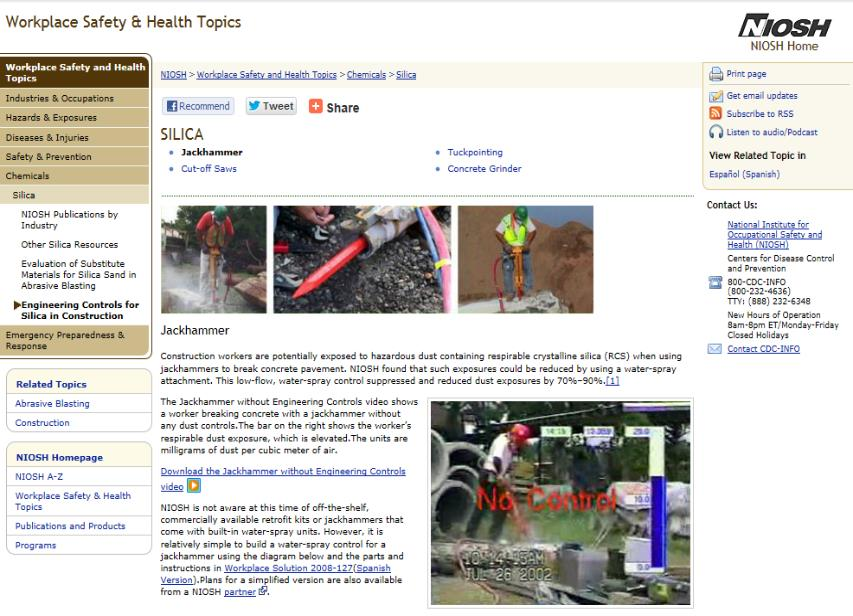 Workplace Safety & Health Topics
NIOSH
NIOSH Home
Workplace Safety and Health
Topics
Industries & Occupations
Hazards & Exposures
Diseases & Injuries
Safety & Prevention
Chemicals
Silica
NIOSH Publications by
Industry
Other Silica Resources
Evaluation of Substitute
Materials for Silica Sand in
Abrasive Blasting
Engineering Controls for
Silica in Construction
Emergency Preparedness &
Response
Related Topics
Abrasive Blasting
Construction
NIOSH Homepage
NIOSH A-Z
Workplace Safety & Health
Topics
Publications and Products
Programs
NIOSH > Workplace Safety and Health Topics > Chemicals > Silica
Recommend Tweet Share
SILICA
Jackhammer
Cut-off Saws
Tuckpointing
Concrete Grinder
Jackhammer
Construction workers are potentially exposed to hazardous dust containing respirable crystalline silica (RCS) when using
jackhammers to break concrete pavement. NIOSH found that such exposures could be reduced by using a water-spray
attachment. This low-flow, water-spray control suppressed and reduced dust exposures by 70%–90%.[1]
The Jackhammer without Engineering Controls video shows
a worker breaking concrete with a jackhammer without
any dust controls.The bar on the right shows the worker's
respirable dust exposure, which is elevated.The units are
milligrams of dust per cubic meter of air.
Download the Jackhammer without Engineering Controls
video
NIOSH is not aware at this time of off-the-shelf,
commercially available retrofit kits or jackhammers that
come with built-in water-spray units. However, it is
relatively simple to build a water-spray control for a
jackhammer using the diagram below and the parts and
instructions in Workplace Solution 2008-127(Spanish
Version).Plans for a simplified version are also available
from a NIOSH partner
No Control
10.0
0.0
10:14:15AM
JUL 26 2002
Print page
Get email updates
Subscribe to RSS
Listen to audio/Podcast
View Related Topic in
Español (Spanish)
Contact Us:
National Institute for
Occupational Safety and
Health (NIOSH)
Centers for Disease Control
and Prevention
800-CDC-INFO
(800-232-4636)
TTY: (888) 232-6348
New Hours of Operation
8am-8pm ET/Monday-Friday
Closed Holidays
Contact CDC-INFO